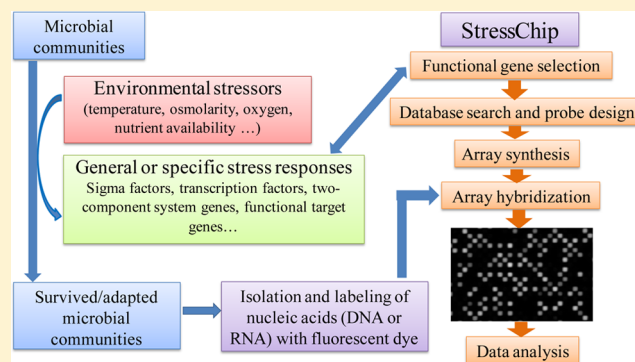 Microbial
communities
Environmental stressors
(temperature, osmolarity, oxygen,
nutrient availability ...)
General or specific stress responses
Sigma factors, transcription factors, two-
component system genes, functional target
genes...
Survived/adapted
microbial
communities
Isolation and labeling of
nucleic acids (DNA or
RNA) with fluorescent dye
StressChip
Functional gene selection
Database search and probe design
Array synthesis
Array hybridization
Data analysis